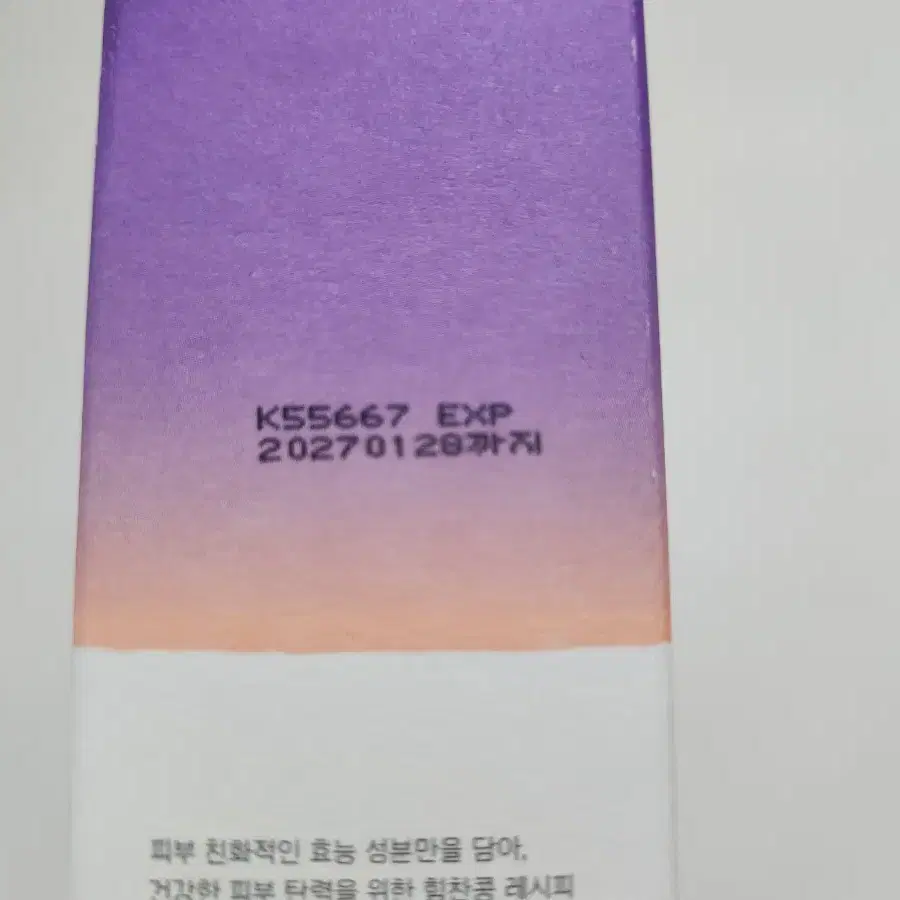 K55667 EXP
20270128까지
피부 친화적인 효능 성분만을 담아,
건강한 피부 탄력을 위한 힘찬콩 레시피